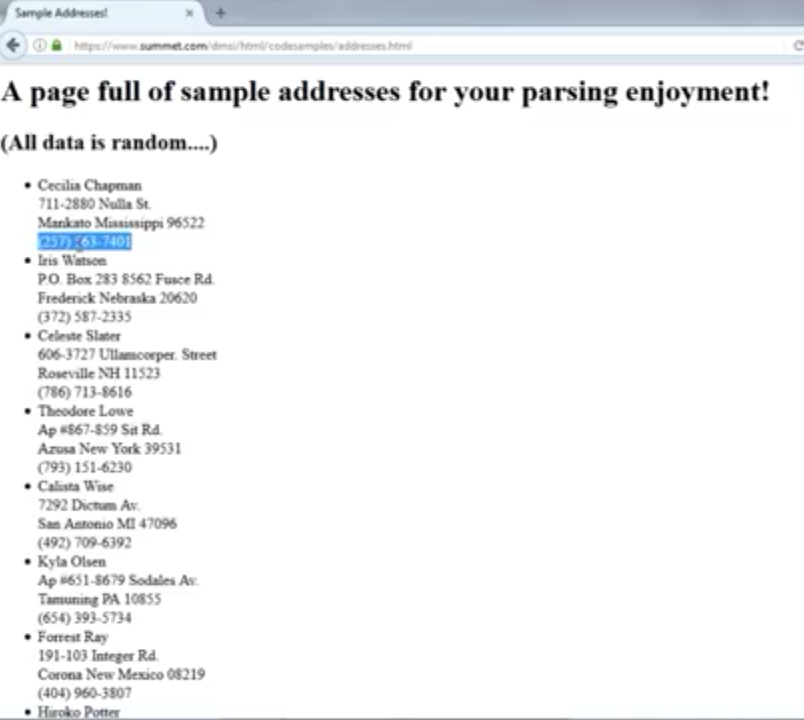 Sample Addresses!
https://www.summet.com/dmsi/html/codesamples/addresses.html
A page full of sample addresses for your parsing enjoyment!
(All data is random....)
Cecilia Chapman
711-2880 Nulla St.
Mankato Mississippi 96522
(257) 563-7401
Iris Watson
P.O. Box 283 8562 Fusce Rd.
Frederick Nebraska 20620
(372) 587-2335
Celeste Slater
606-3727 Ullamcorper. Street
Roseville NH 11523
(786) 713-8616
Theodore Lowe
Ap #867-859 Sit Rd.
Azusa New York 39531
(793) 151-6230
Calista Wise
7292 Dictum Av.
San Antonio MI 47096
(492) 709-6392
Kyla Olsen
Ap #651-8679 Sodales Av.
Tamuning PA 10855
(654) 393-5734
Forrest Ray
191-103 Integer Rd.
Corona New Mexico 08219
(404) 960-3807
Hiroko Potter